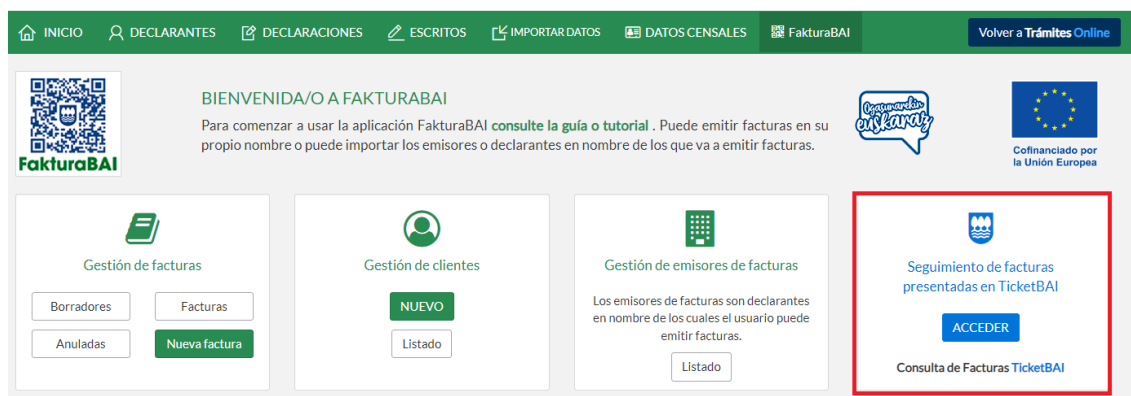 INICIO
DECLARANTES
DECLARACIONES
ESCRITOS
IMPORTAR DATOS
DATOS CENSALES
FakturaBAI
Volver a Trámites Online
FakturaBAI
BIENVENIDA/O A FAKTURABAI
Para comenzar a usar la aplicación FakturaBAI consulte la guía o tutorial . Puede emitir facturas en su
propio nombre o puede importar los emisores o declarantes en nombre de los que va a emitir facturas.
Ogasunarekin
euskaraz
Cofinanciado por
la Unión Europea
Gestión de facturas
Borradores
Facturas
Anuladas
Nueva factura
Gestión de clientes
NUEVO
Listado
Gestión de emisores de facturas
Los emisores de facturas son declarantes
en nombre de los cuales el usuario puede
emitir facturas.
Listado
Seguimiento de facturas
presentadas en TicketBAI
ACCEDER
Consulta de Facturas TicketBAI